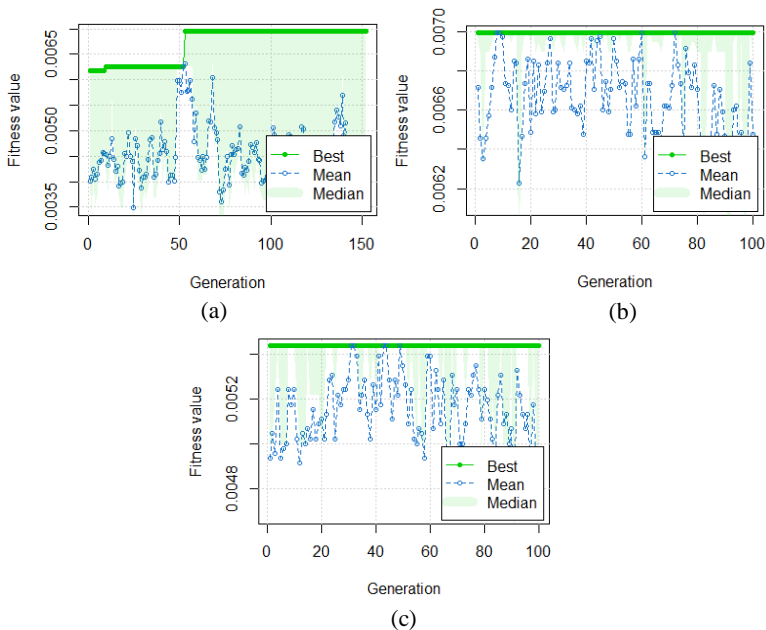 Fitness value
0.0065
0.0050
0.0035
Best
Mean
Median
0
50
100
150
Generation
(a)
Fitness value
0.0070
0.0066
0.0062
Best
Mean
Median
0
20
40
60
80
100
Generation
(b)
Fitness value
0.0052
0.0048
Best
Mean
Median
0
20
40
60
80
100
Generation
(c)